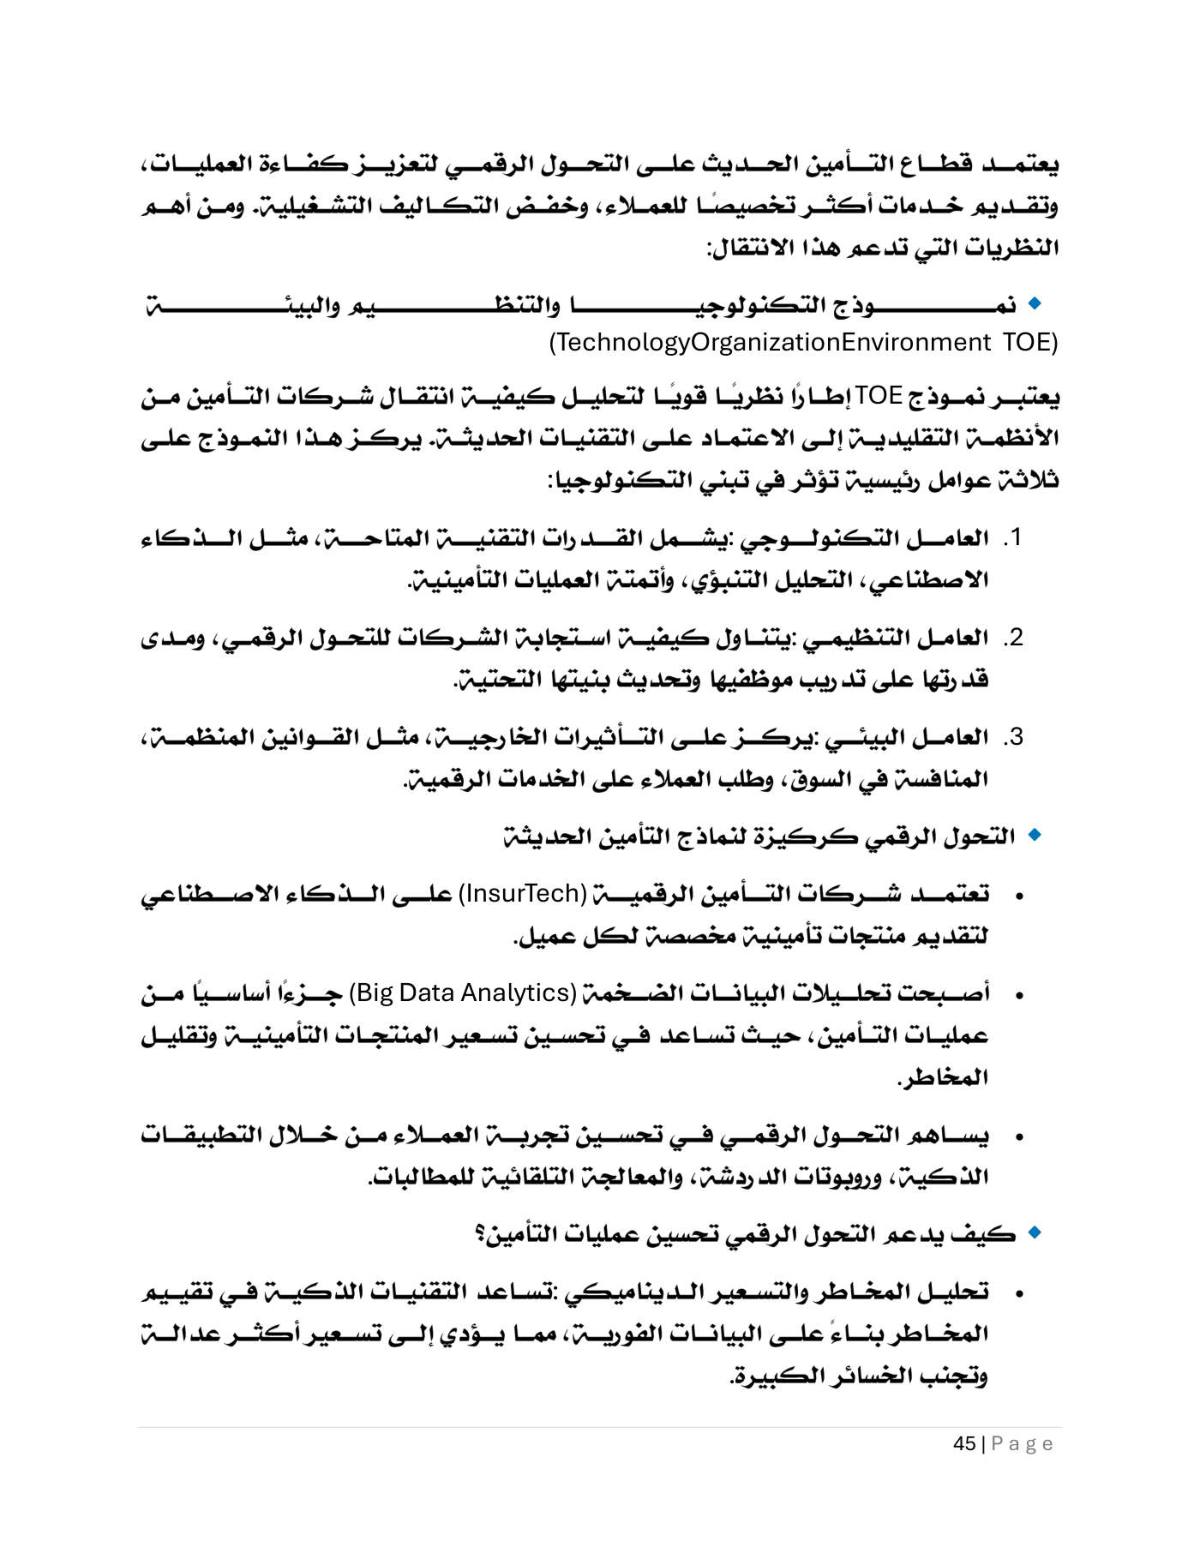 يعتمد قطاع التأمين الحديث على التحول الرقمي لتعزيز كفاءة العمليات،
وتقديم خدمات أكثر تخصيصًا للعملاء، وخفض التكاليف التشغيلية. ومن أهم
النظريات التي تدعم هذا الانتقال:
🔹 نموذج التكنولوجيا والتنظيم والبيئة
(TechnologyOrganizationEnvironment TOE)
يعتبر نموذج TOE إطارًا نظريًا قويًا لتحليل كيفية انتقال شركات التأمين من
الأنظمة التقليدية إلى الاعتماد على التقنيات الحديثة. يركز هذا النموذج على
ثلاثة عوامل رئيسية تؤثر في تبني التكنولوجيا:
1. العامل التكنولوجي :يشمل القدرات التقنية المتاحة، مثل الذكاء
الاصطناعي، التحليل التنبؤي، وأتمتة العمليات التأمينية.
2. العامل التنظيمي :يتناول كيفية استجابة الشركات للتحول الرقمي، ومدى
قدرتها على تدريب موظفيها وتحديث بنيتها التحتية.
3. العامل البيئي :يركز على التأثيرات الخارجية، مثل القوانين المنظمة،
المنافسة في السوق، وطلب العملاء على الخدمات الرقمية.
🔹 التحول الرقمي كركيزة لنماذج التأمين الحديثة
• تعتمد شركات التأمين الرقمية (InsurTech) على الذكاء الاصطناعي
لتقديم منتجات تأمينية مخصصة لكل عميل.
• أصبحت تحليلات البيانات الضخمة (Big Data Analytics) جزءًا أساسيًا من
عمليات التأمين، حيث تساعد في تحسين تسعير المنتجات التأمينية وتقليل
المخاطر.
• يساهم التحول الرقمي في تحسين تجربة العملاء من خلال التطبيقات
الذكية، وروبوتات الدردشة، والمعالجة التلقائية للمطالبات.
🔹 كيف يدعم التحول الرقمي تحسين عمليات التأمين؟
• تحليل المخاطر والتسعير الديناميكي :تساعد التقنيات الذكية في تقييم
المخاطر بناءً على البيانات الفورية، مما يؤدي إلى تسعير أكثر عدالة
وتجنب الخسائر الكبيرة.
45 | Page